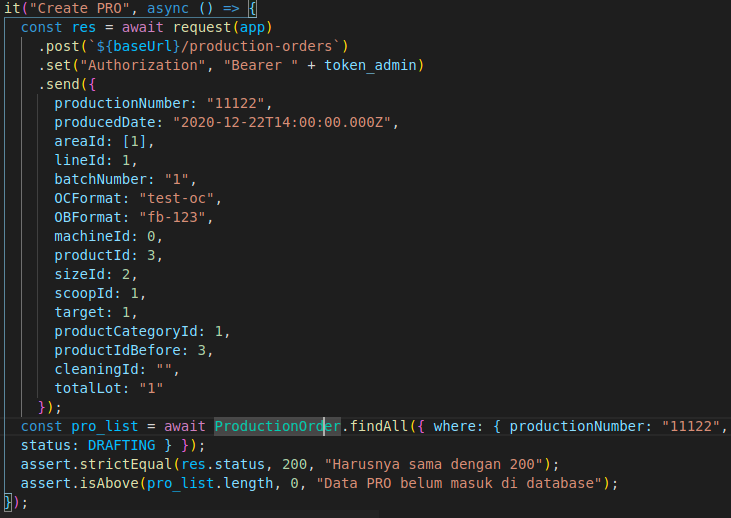 it("Create PRO", async () => {
const res = await request(app)
.post(`${baseUrl}/production-orders`)
.set("Authorization", "Bearer " + token_admin)
.send({
productionNumber: "11122",
producedDate: "2020-12-22T14:00:00.000Z",
areaId: [1],
lineId: 1,
batchNumber: "1",
OCFormat: "test-oc",
OBFormat: "fb-123",
machineId: 0,
productId: 3,
sizeId: 2,
scoopId: 1,
target: 1,
productCategoryId: 1,
productIdBefore: 3,
cleaningId: "",
totalLot: "1"
});
const pro_list = await ProductionOrder.findAll({ where: { productionNumber: "11122",
status: DRAFTING } });
assert.strictEqual(res.status, 200, "Harusnya sama dengan 200");
assert.isAbove(pro_list.length, 0, "Data PRO belum masuk di database");
});